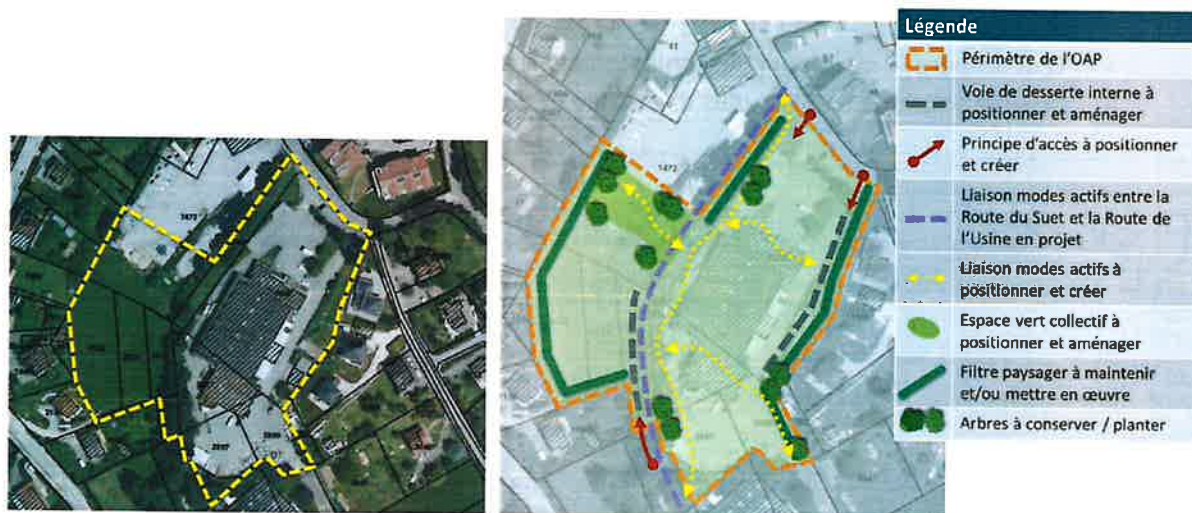 Légende
Périmètre de l'OAP
Voie de desserte interne à
positionner et aménager
Principe d'accès à positionner
et créer
Liaison modes actifs entre la
Route du Suet et la Route de
l'Usine en projet
Liaison modes actifs à
positionner et créer
Espace vert collectif à
positionner et aménager
Filtre paysager à maintenir
et/ou mettre en œuvre
Arbres à conserver / planter
1472